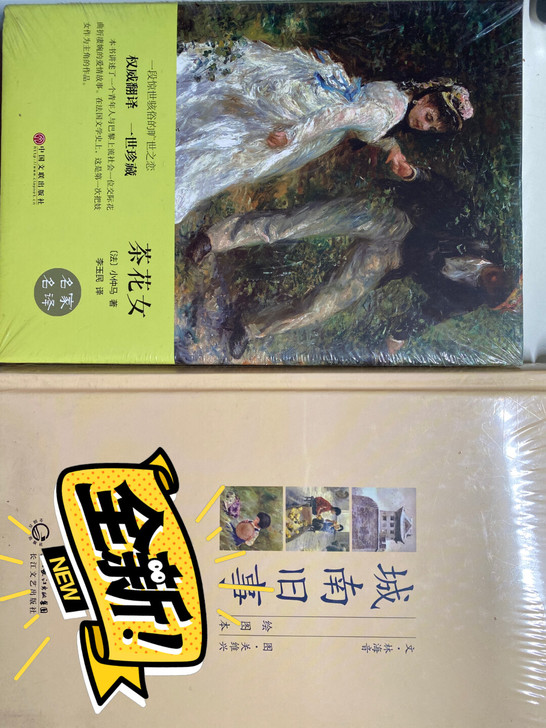 一段惊世骇俗的旷世之恋
权威翻译 一世珍藏
本书讲述了一个青年人与巴黎上流社会一位交际花
曲折凄婉的爱情故事。在法国文学史上，这是第一次把妓
女作为主角的作品。
中国文联出版社
茶花女
〔法〕小仲马 著
李玉民 译
名家
名译
城南旧事
绘图本
文·林海音
图·关维兴
长江文艺出版社
全新!
NEW